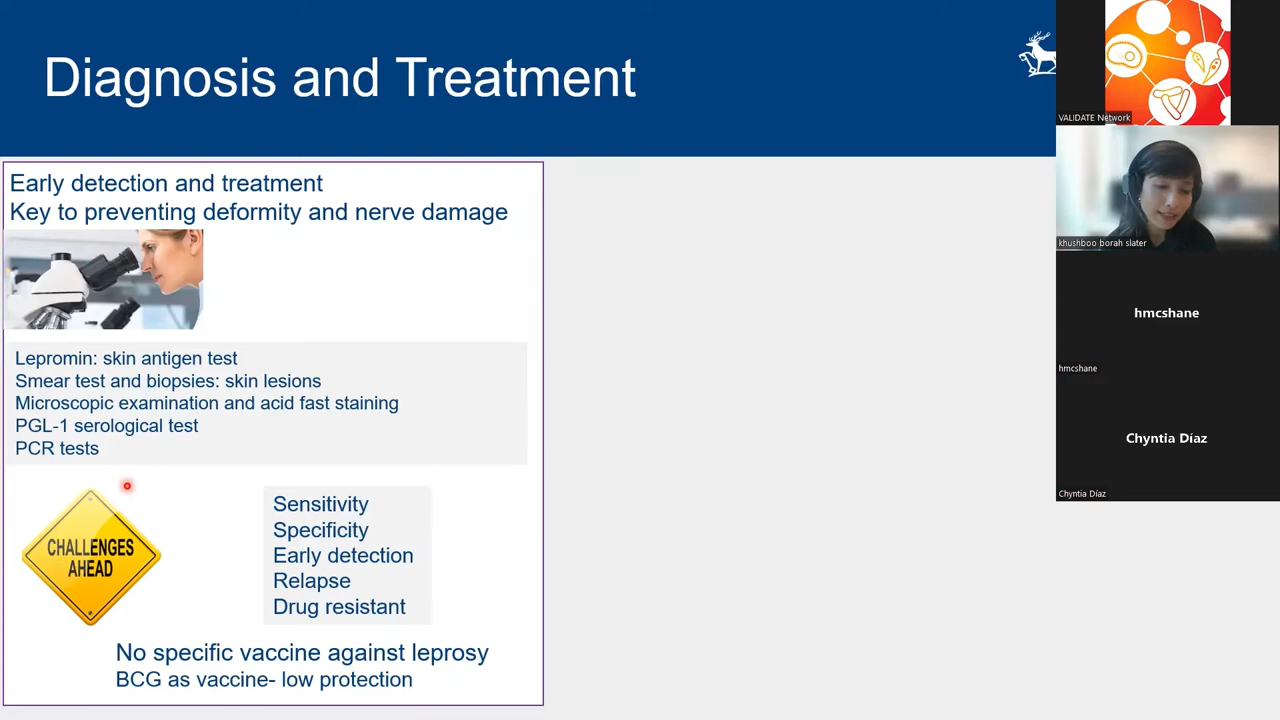 Diagnosis and Treatment
Early detection and treatment
Key to preventing deformity and nerve damage
Lepromin: skin antigen test
Smear test and biopsies: skin lesions
Microscopic examination and acid fast staining
PGL-1 serological test
PCR tests
CHALLENGES
AHEAD
Sensitivity
Specificity
Early detection
Relapse
Drug resistant
No specific vaccine against leprosy
BCG as vaccine- low protection
VALIDATE Network
khushboo borah slater
hmcshane
hmcshane
Chyntia Díaz
Chyntia Díaz